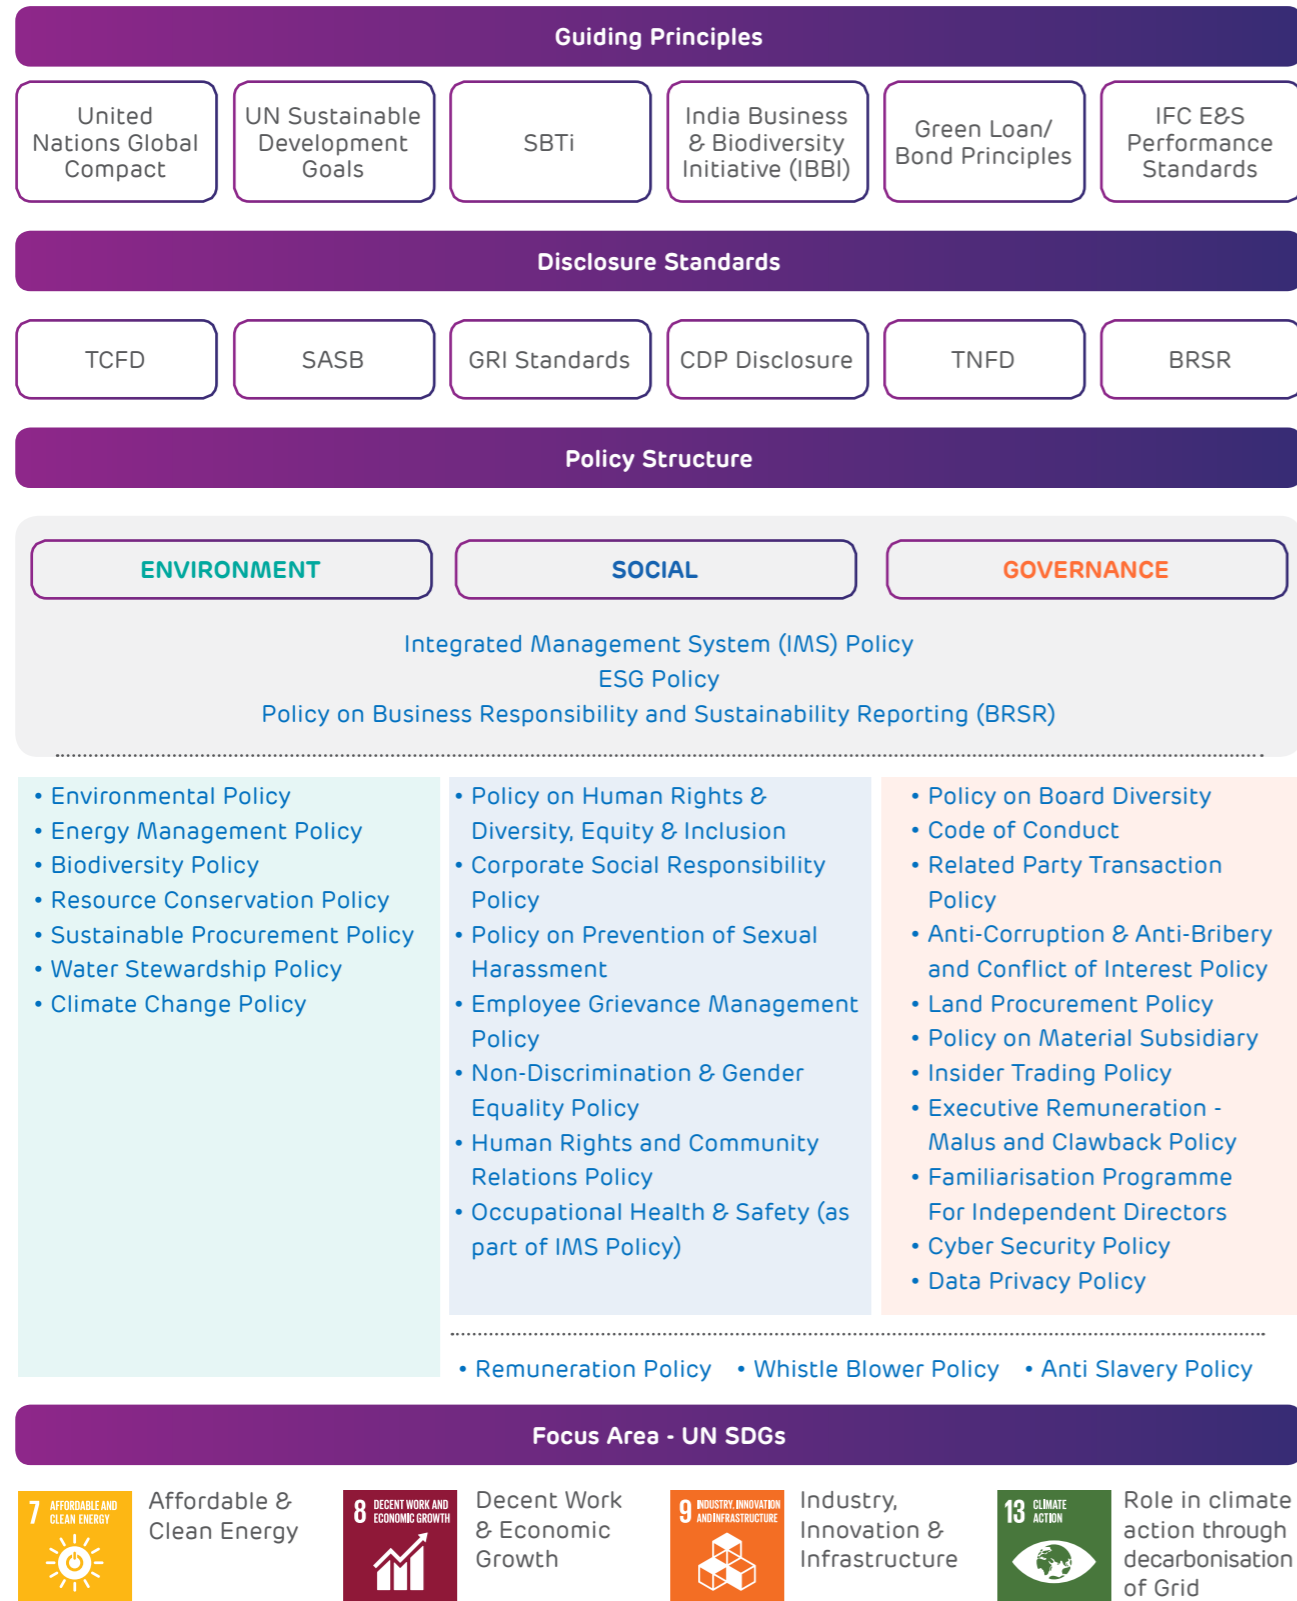 Guiding Principles
United
Nations Global
Compact
UN Sustainable
Development
Goals
SBTi
India Business
& Biodiversity
Initiative (IBBI)
Green Loan/
Bond Principles
IFC E&S
Performance
Standards
Disclosure Standards
TCFD
SASB
GRI Standards
CDP Disclosure
TNFD
BRSR
Policy Structure
ENVIRONMENT
SOCIAL
GOVERNANCE
Integrated Management System (IMS) Policy
ESG Policy
Policy on Business Responsibility and Sustainability Reporting (BRSR)
• Environmental Policy
• Energy Management Policy
• Biodiversity Policy
• Resource Conservation Policy
• Sustainable Procurement Policy
• Water Stewardship Policy
• Climate Change Policy
• Policy on Human Rights &
Diversity, Equity & Inclusion
• Corporate Social Responsibility
Policy
• Policy on Prevention of Sexual
Harassment
• Employee Grievance Management
Policy
• Non-Discrimination & Gender
Equality Policy
• Human Rights and Community
Relations Policy
• Occupational Health & Safety (as
part of IMS Policy)
• Policy on Board Diversity
• Code of Conduct
• Related Party Transaction
Policy
• Anti-Corruption & Anti-Bribery
and Conflict of Interest Policy
• Land Procurement Policy
• Policy on Material Subsidiary
• Insider Trading Policy
• Executive Remuneration -
Malus and Clawback Policy
• Familiarisation Programme
For Independent Directors
• Cyber Security Policy
• Data Privacy Policy
• Remuneration Policy • Whistle Blower Policy • Anti Slavery Policy
Focus Area - UN SDGs
7 AFFORDABLE AND
CLEAN ENERGY
Affordable &
Clean Energy
8 DECENT WORK AND
ECONOMIC GROWTH
Decent Work
& Economic
Growth
9 INDUSTRY, INNOVATION
AND INFRASTRUCTURE
Industry,
Innovation &
Infrastructure
13 CLIMATE
ACTION
Role in climate
action through
decarbonisation
of Grid